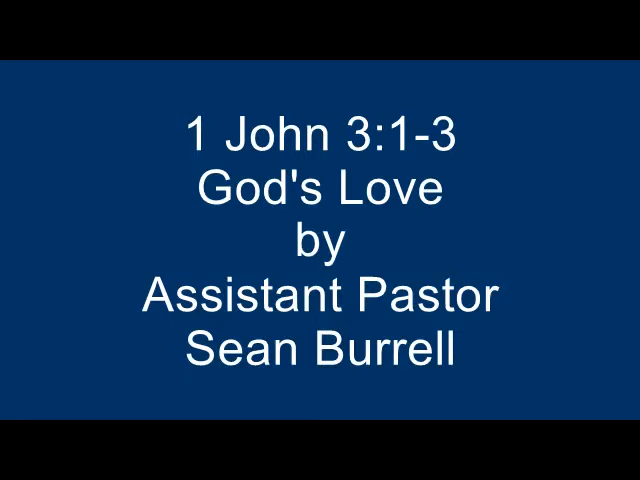 1 John 3:1-3
God's Love
by
Assistant Pastor
Sean Burrell